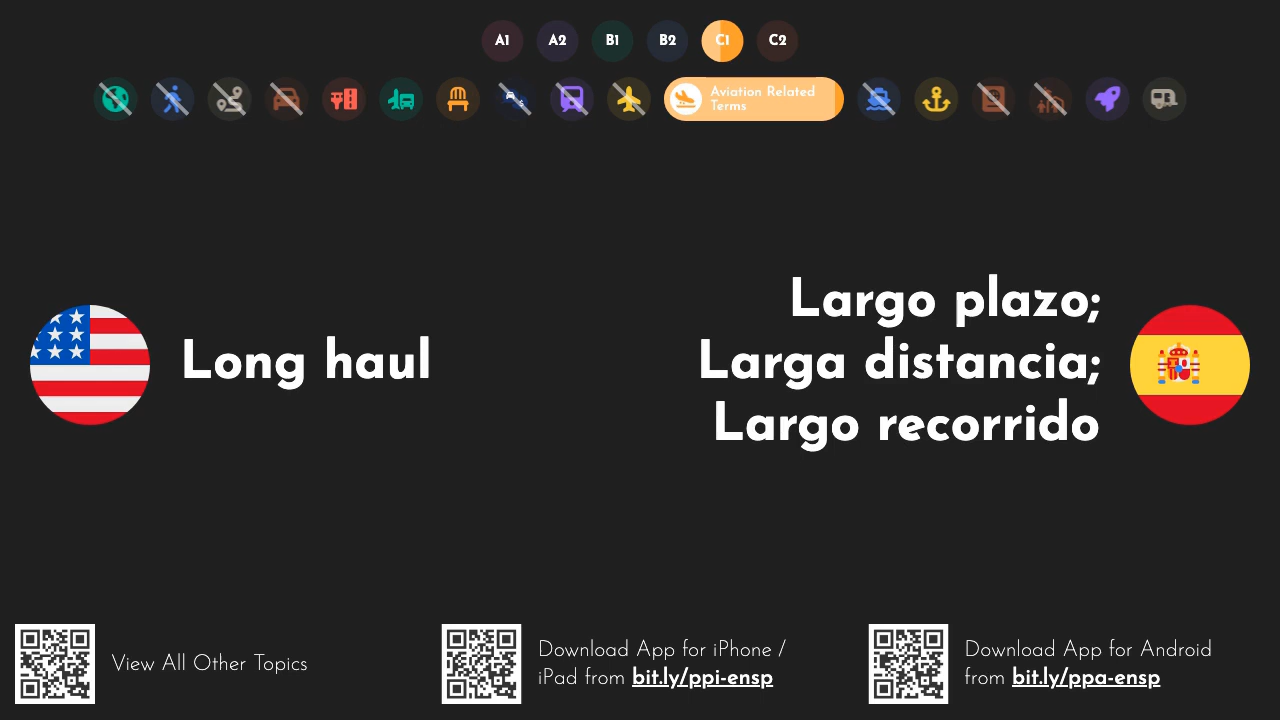 A1 A2 B1 B2 C1 C2
Aviation Related
Terms
Long haul
Largo plazo;
Larga distancia;
Largo recorrido
View All Other Topics
Download App for iPhone /
iPad from bit.ly/ppi-ensp
Download App for Android
from bit.ly/ppa-ensp